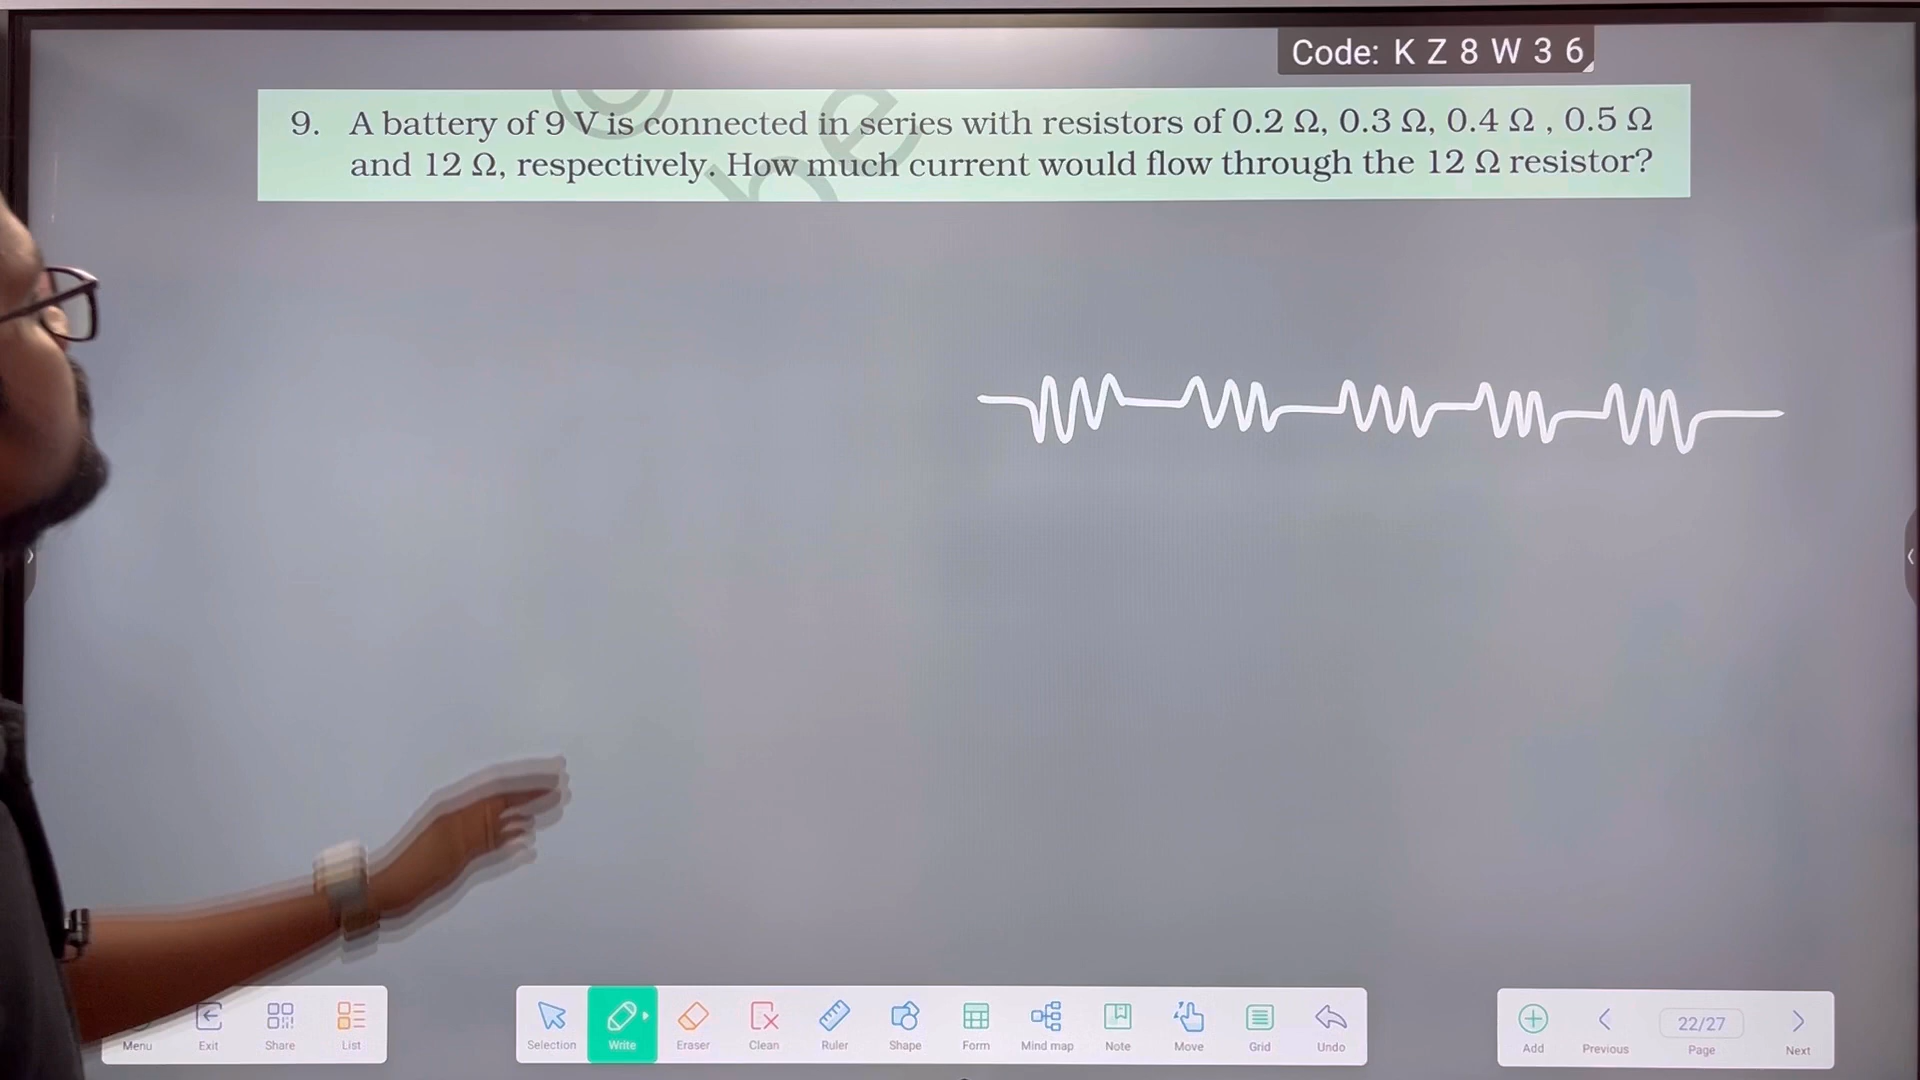 Code: K Z 8 W 3 6
9. A battery of 9 V is connected in series with resistors of 0.2 Ω, 0.3 Ω, 0.4 Ω , 0.5 Ω
and 12 Ω, respectively. How much current would flow through the 12 Ω resistor?
Menu Exit Share List Selection Write Eraser Clean Ruler Shape Form Mind map Note Move Grid Undo Add Previous 22/27 Page Next